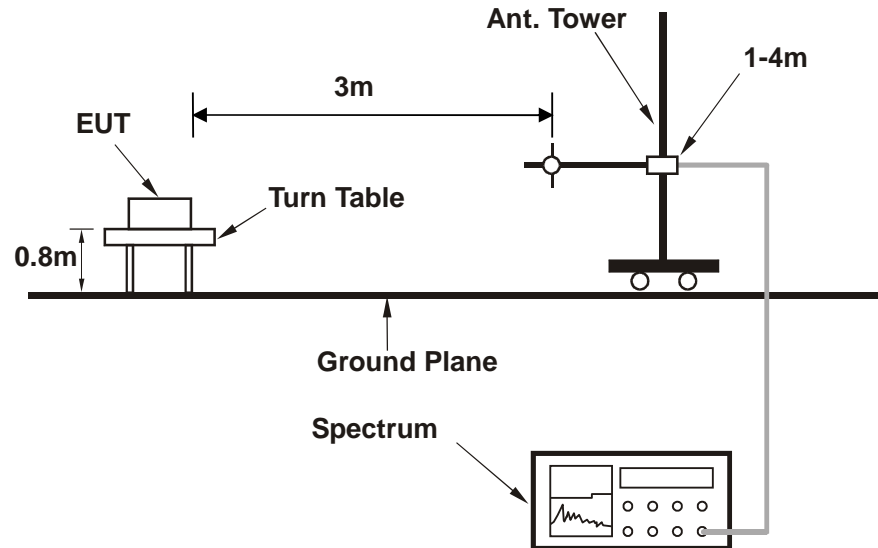 Ant. Tower
1-4m
3m
EUT
Turn Table
0.8m
Ground Plane
Spectrum